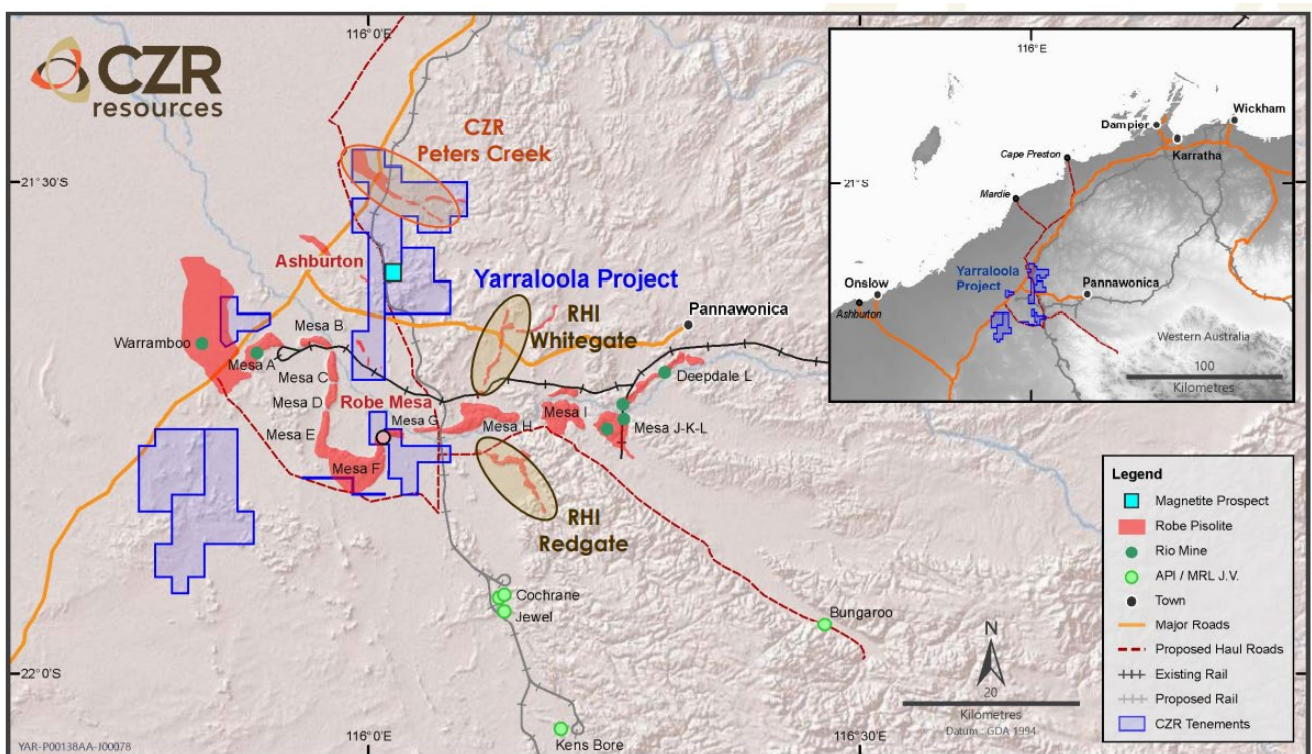 CZR
resources
116°0'E
CZR
Peters Creek
21°30'S
Ashburton
Yarraloola Project
RHI
Whitegate
Pannawonica
Warramboo
Mesa A
Mesa B
Mesa C
Mesa D
Mesa E
Mesa F
Robe Mesa
Mesa G
Mesa H
Mesa I
Deepdale L
Mesa J-K-L
RHI
Redgate
Cochrane
Jewel
Bungaroo
Kens Bore
22°0'S
116°0'E
116°30'E
N
20
Kilometres
Datum : GDA 1994
YAR-P00138AA-J00078
116°E
Wickham
Dampier
Karratha
Cape Preston
21°S
Mardie
Yarraloola
Project
Pannawonica
Onslow
Ashburton
Western Australia
100
Kilometres
Legend
Magnetite Prospect
Robe Pisolite
Rio Mine
API / MRL J.V.
Town
Major Roads
Proposed Haul Roads
Existing Rail
Proposed Rail
CZR Tenements